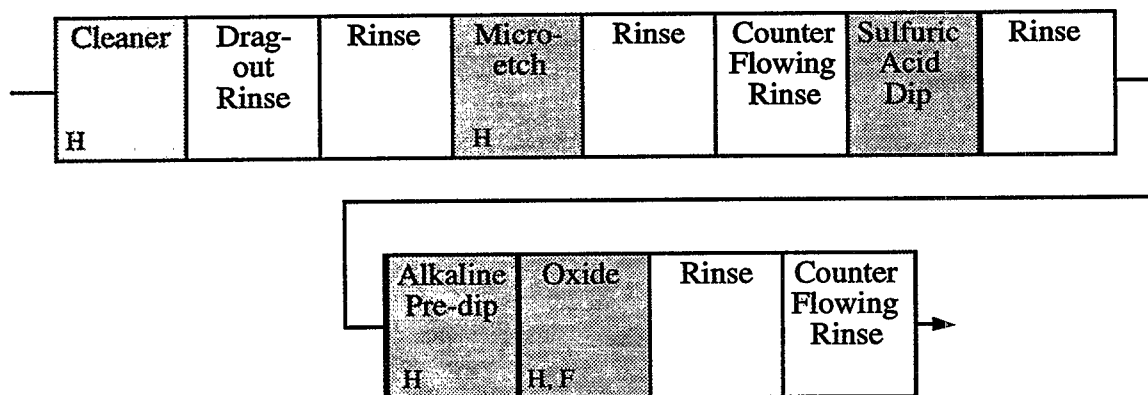 Cleaner
H
Drag-
out
Rinse
Rinse
Micro-
etch
H
Rinse
Counter
Flowing
Rinse
Sulfuric
Acid
Dip
Rinse
Alkaline
Pre-dip
H
Oxide
H, F
Rinse
Counter
Flowing
Rinse